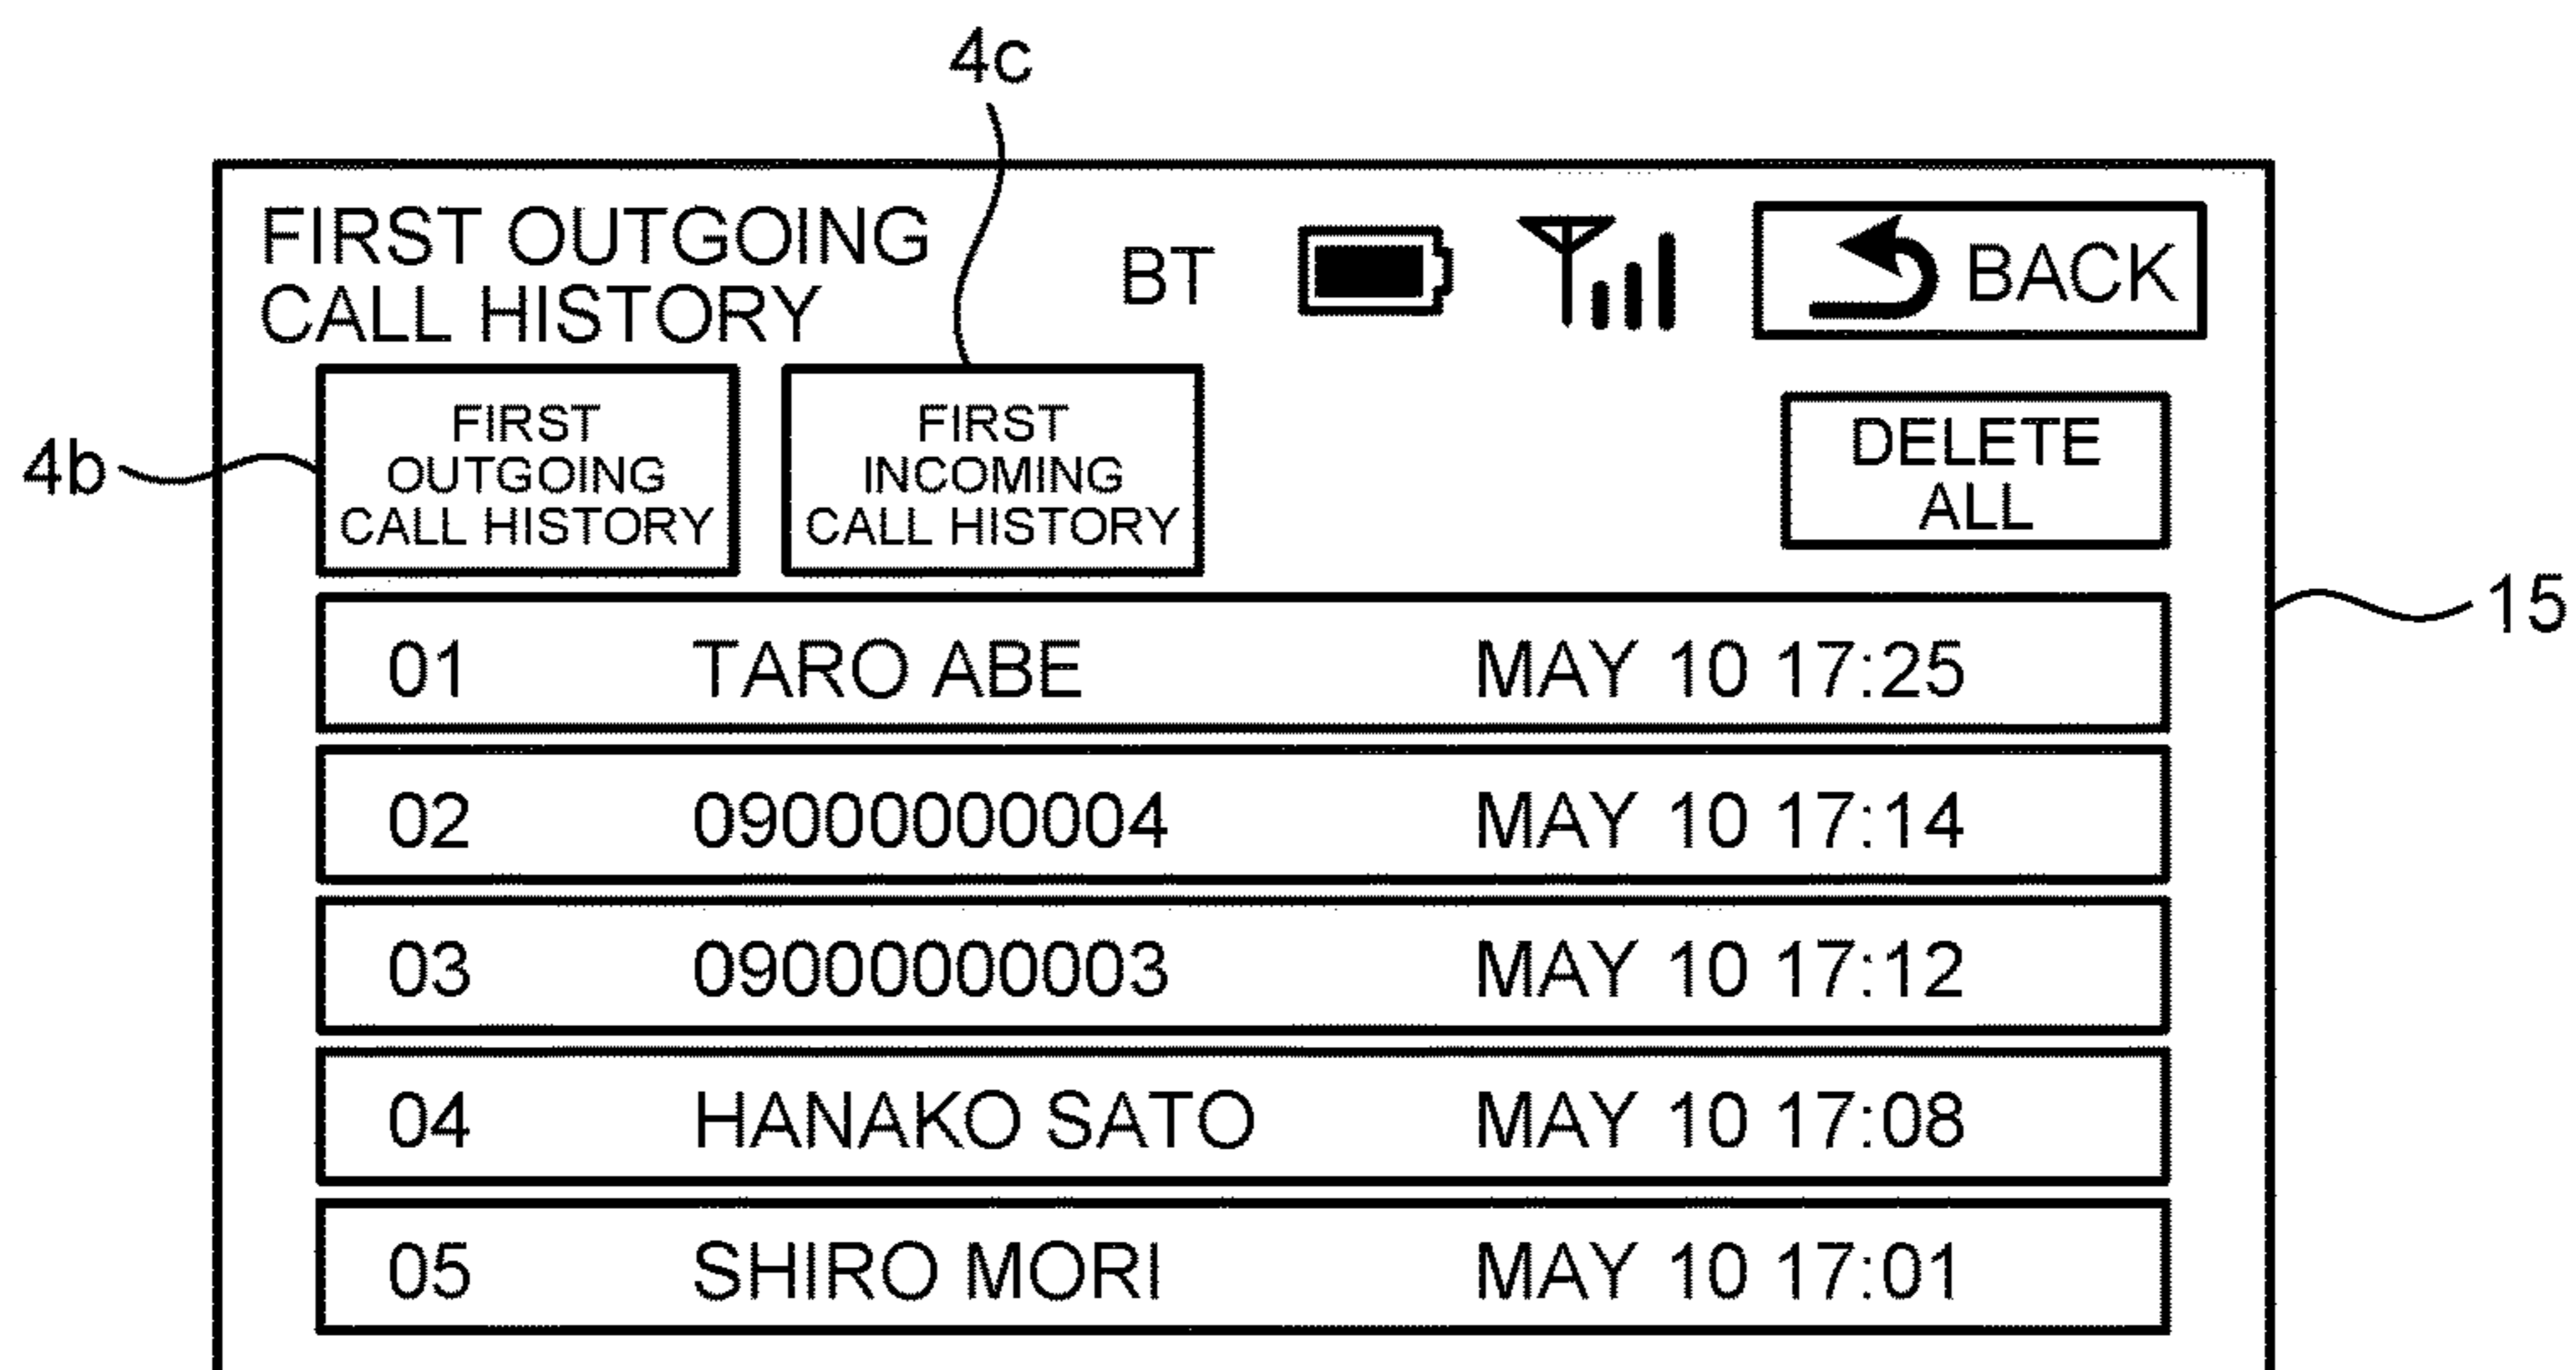 4c
FIRST OUTGOING
CALL HISTORY
BT
BACK
4b
FIRST
OUTGOING
CALL HISTORY
FIRST
INCOMING
CALL HISTORY
DELETE
ALL
15
01 TARO ABE MAY 10 17:25
02 09000000004 MAY 10 17:14
03 09000000003 MAY 10 17:12
04 HANAKO SATO MAY 10 17:08
05 SHIRO MORI MAY 10 17:01